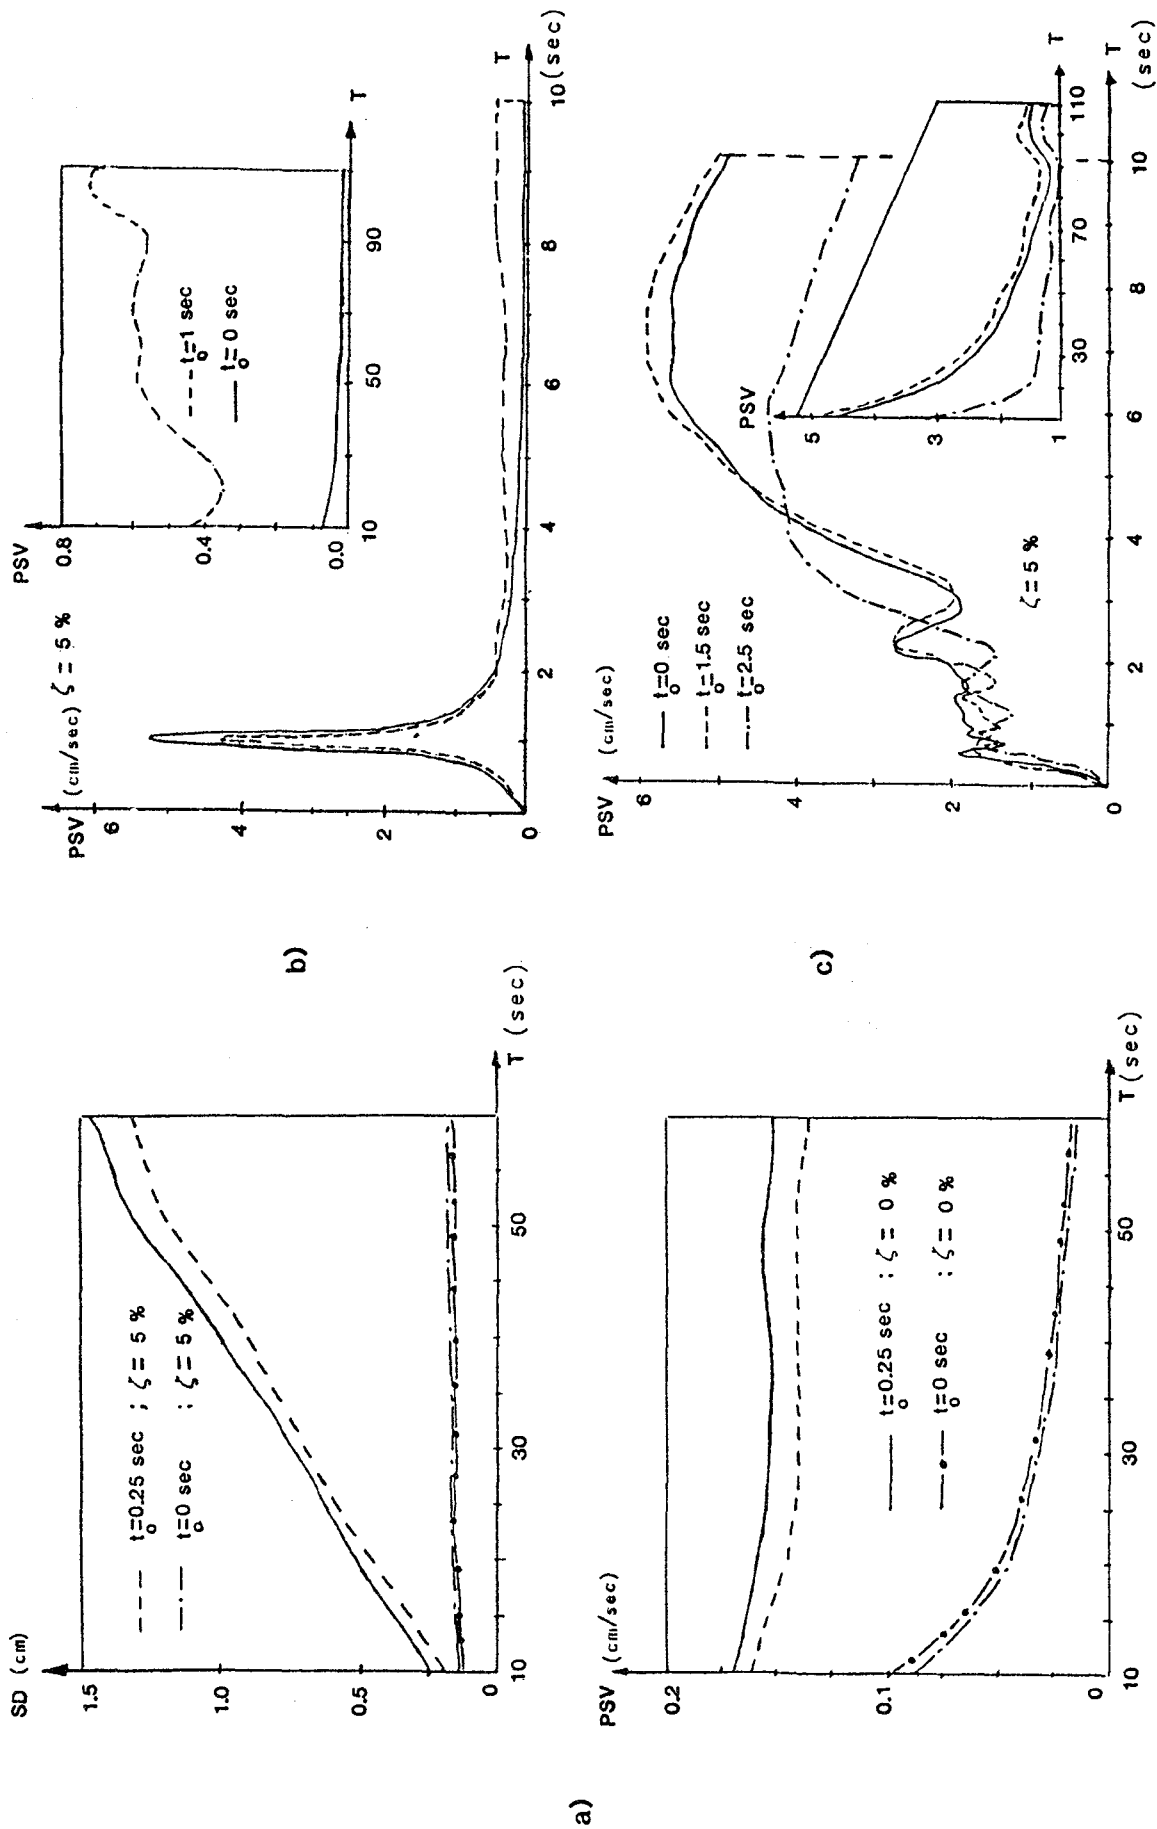 a)
SD (cm)
1.5
1.0
0.5
0
10
30
50
T (sec)
t₀=0.25 sec ; ζ = 5 %
t₀=0 sec : ζ = 5 %
PSV (cm/sec)
0.2
0.1
0
10
30
50
T (sec)
t₀=0.25 sec ; ζ = 0 %
t₀=0 sec : ζ = 0 %
b)
PSV (cm/sec) ζ = 5 %
6
4
2
0
2
4
6
8
10 (sec)
T
PSV
0.8
0.4
0.0
10
50
90
T
t₀=1 sec
t₀=0 sec
c)
PSV (cm/sec)
6
4
2
0
2
4
6
8
10
T
(sec)
t₀=0 sec
t₀=1.5 sec
t₀=2.5 sec
ζ = 5 %
PSV
5
3
1
30
70
110
T